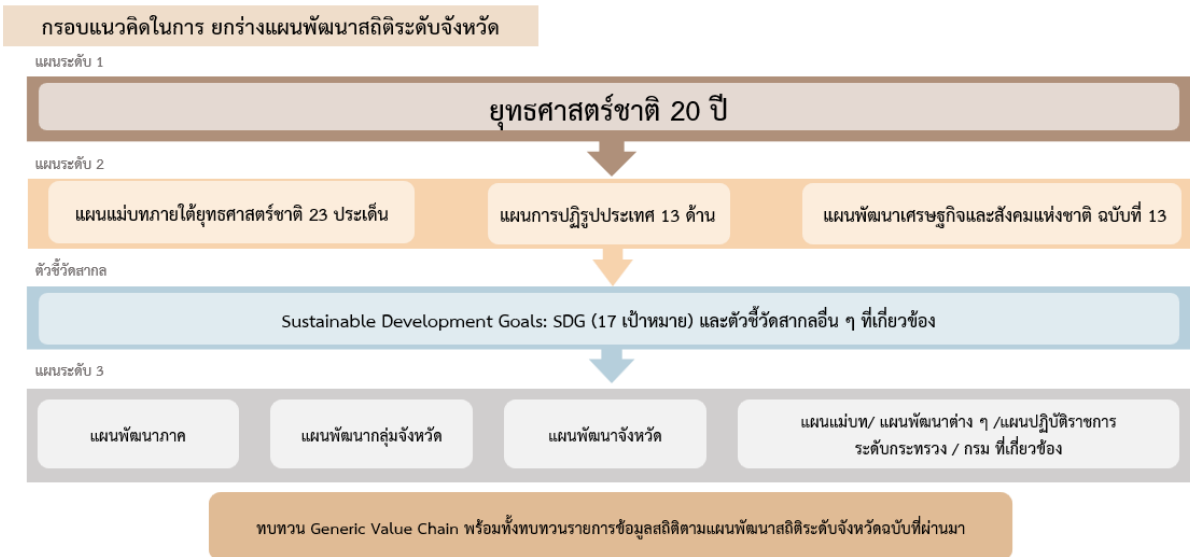 กรอบแนวคิดในการ ยกร่างแผนพัฒนาสถิติระดับจังหวัด
แผนระดับ 1
ยุทธศาสตร์ชาติ 20 ปี
แผนระดับ 2
แผนแม่บทภายใต้ยุทธศาสตร์ชาติ 23 ประเด็น
แผนการปฏิรูปประเทศ 13 ด้าน
แผนพัฒนาเศรษฐกิจและสังคมแห่งชาติ ฉบับที่ 13
ตัวชี้วัดสากล
Sustainable Development Goals: SDG (17 เป้าหมาย) และตัวชี้วัดสากลอื่น ๆ ที่เกี่ยวข้อง
แผนระดับ 3
แผนพัฒนาภาค
แผนพัฒนากลุ่มจังหวัด
แผนพัฒนาจังหวัด
แผนแม่บท/ แผนพัฒนาต่าง ๆ /แผนปฏิบัติราชการ
ระดับกระทรวง / กรม ที่เกี่ยวข้อง
ทบทวน Generic Value Chain พร้อมทั้งทบทวนรายการข้อมูลสถิติตามแผนพัฒนาสถิติระดับจังหวัดฉบับที่ผ่านมา